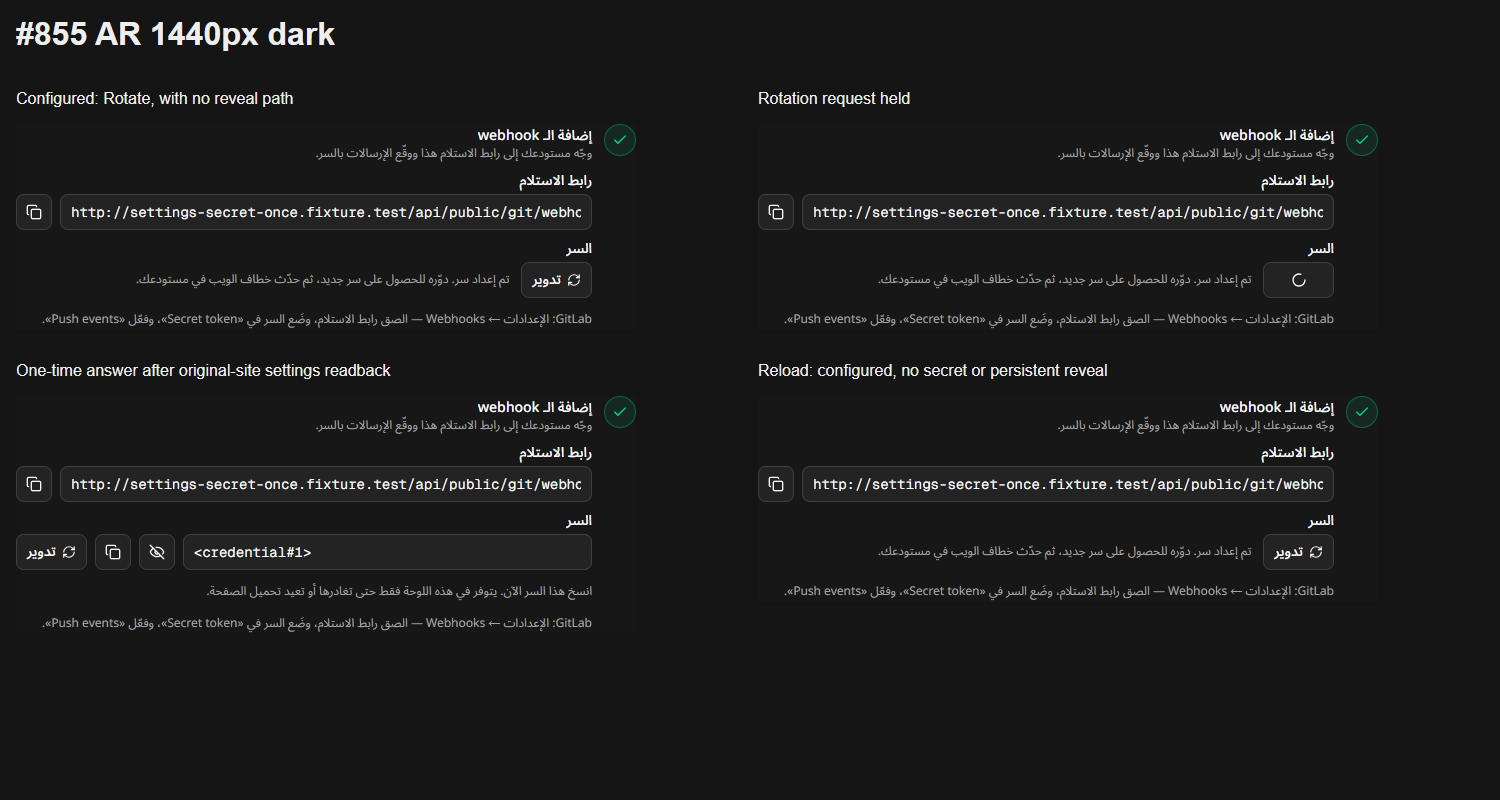 #855 AR 1440px dark
Configured: Rotate, with no reveal path
إضافة الـ webhook
وجّه مستودعك إلى رابط الاستلام هذا ووقّع الإرسالات بالسر.
رابط الاستلام
http://settings-secret-once.fixture.test/api/public/git/webhc
السر
تدوير
تم إعداد سر. دوّره للحصول على سر جديد، ثم حدّث خطاف الويب في مستودعك.
GitLab: الإعدادات ← Webhooks — الصق رابط الاستلام، وضَع السر في «Secret token»، وفعّل «Push events».
Rotation request held
إضافة الـ webhook
وجّه مستودعك إلى رابط الاستلام هذا ووقّع الإرسالات بالسر.
رابط الاستلام
http://settings-secret-once.fixture.test/api/public/git/webhc
السر
تم إعداد سر. دوّره للحصول على سر جديد، ثم حدّث خطاف الويب في مستودعك.
GitLab: الإعدادات ← Webhooks — الصق رابط الاستلام، وضَع السر في «Secret token»، وفعّل «Push events».
One-time answer after original-site settings readback
إضافة الـ webhook
وجّه مستودعك إلى رابط الاستلام هذا ووقّع الإرسالات بالسر.
رابط الاستلام
http://settings-secret-once.fixture.test/api/public/git/webhc
السر
<credential#1>
تدوير
انسخ هذا السر الآن. يتوفر في هذه اللوحة فقط حتى تغادرها أو تعيد تحميل الصفحة.
GitLab: الإعدادات ← Webhooks — الصق رابط الاستلام، وضَع السر في «Secret token»، وفعّل «Push events».
Reload: configured, no secret or persistent reveal
إضافة الـ webhook
وجّه مستودعك إلى رابط الاستلام هذا ووقّع الإرسالات بالسر.
رابط الاستلام
http://settings-secret-once.fixture.test/api/public/git/webhc
السر
تدوير
تم إعداد سر. دوّره للحصول على سر جديد، ثم حدّث خطاف الويب في مستودعك.
GitLab: الإعدادات ← Webhooks — الصق رابط الاستلام، وضَع السر في «Secret token»، وفعّل «Push events».